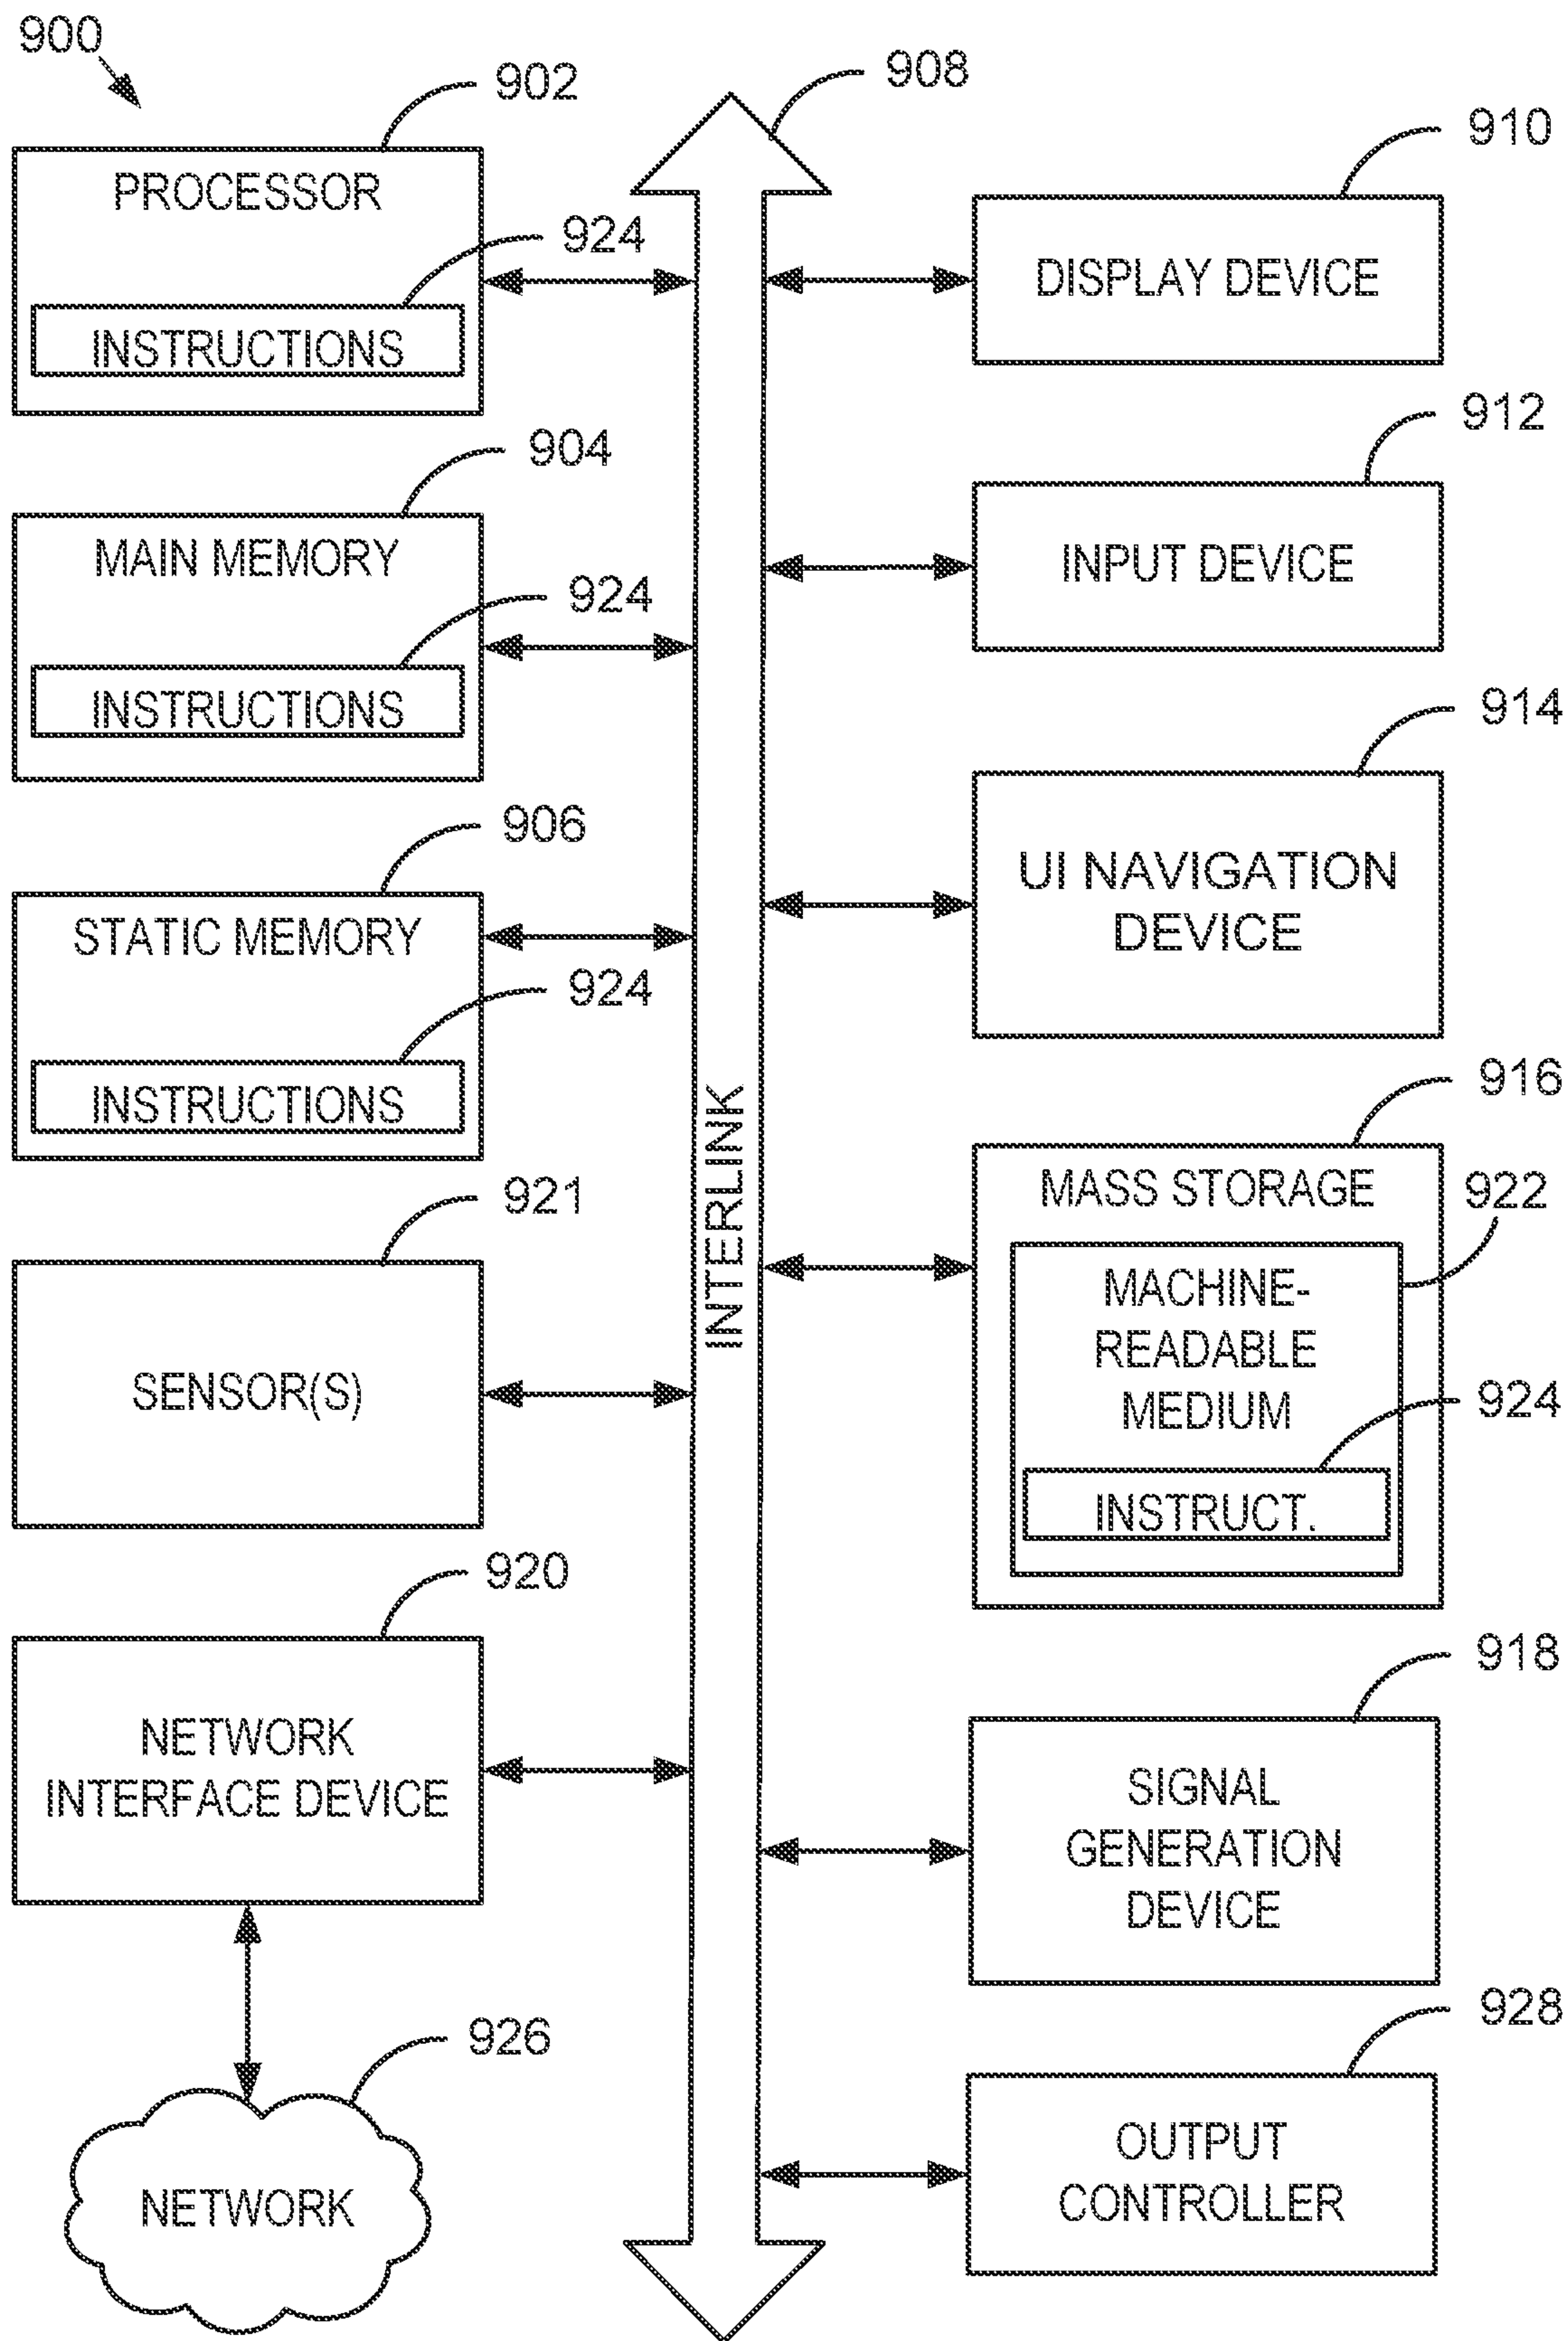 900
902
PROCESSOR
924
INSTRUCTIONS
904
MAIN MEMORY
924
INSTRUCTIONS
906
STATIC MEMORY
924
INSTRUCTIONS
921
SENSOR(S)
920
NETWORK
INTERFACE DEVICE
926
NETWORK
908
INTERLINK
910
DISPLAY DEVICE
912
INPUT DEVICE
914
UI NAVIGATION
DEVICE
916
MASS STORAGE
922
MACHINE-
READABLE
MEDIUM
924
INSTRUCT.
918
SIGNAL
GENERATION
DEVICE
928
OUTPUT
CONTROLLER